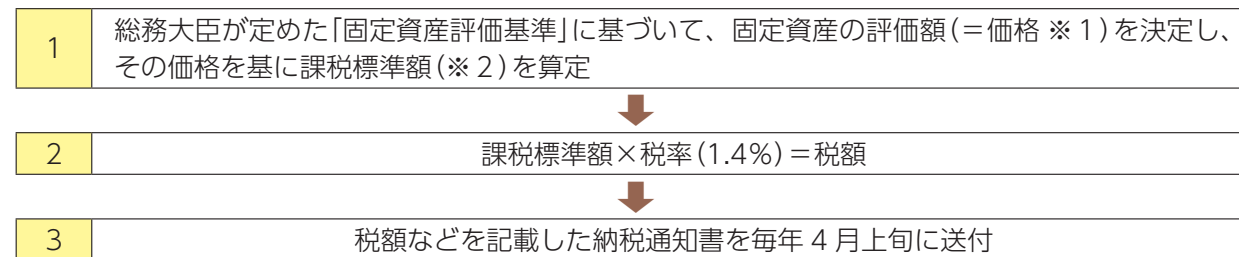 1
総務大臣が定めた「固定資産評価基準」に基づいて、固定資産の評価額(＝価格 ※1)を決定し、
その価格を基に課税標準額(※2)を算定
2
課税標準額×税率(1.4%)＝税額
3
税額などを記載した納税通知書を毎年 4 月上旬に送付